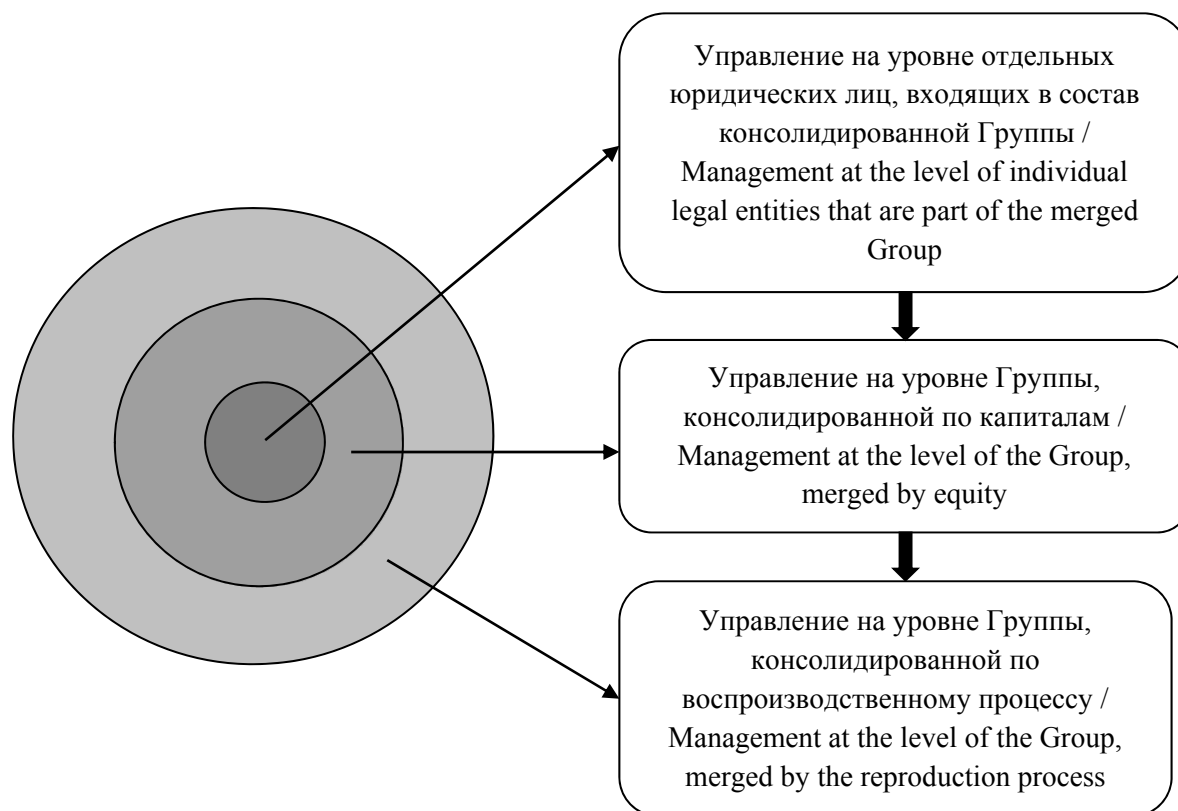 Управление на уровне отдельных
юридических лиц, входящих в состав
консолидированной Группы /
Management at the level of individual
legal entities that are part of the merged
Group
Управление на уровне Группы,
консолидированной по капиталам /
Management at the level of the Group,
merged by equity
Управление на уровне Группы,
консолидированной по
воспроизводственному процессу /
Management at the level of the Group,
merged by the reproduction process